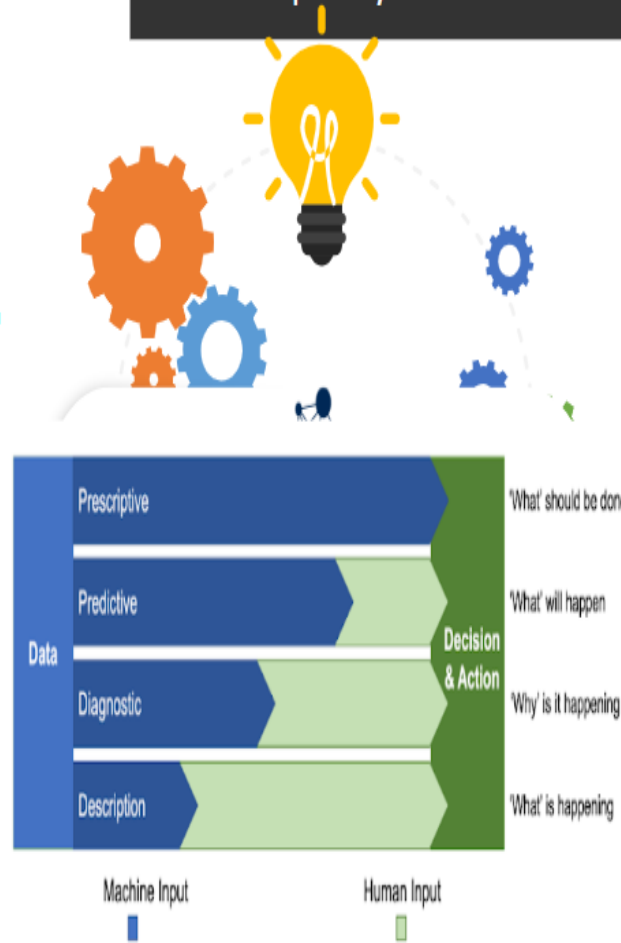 Prescriptive
'What' should be don
Predictive
'What' will happen
Data
Decision
& Action
Diagnostic
'Why' is it happening
Description
'What' is happening
Machine Input
Human Input